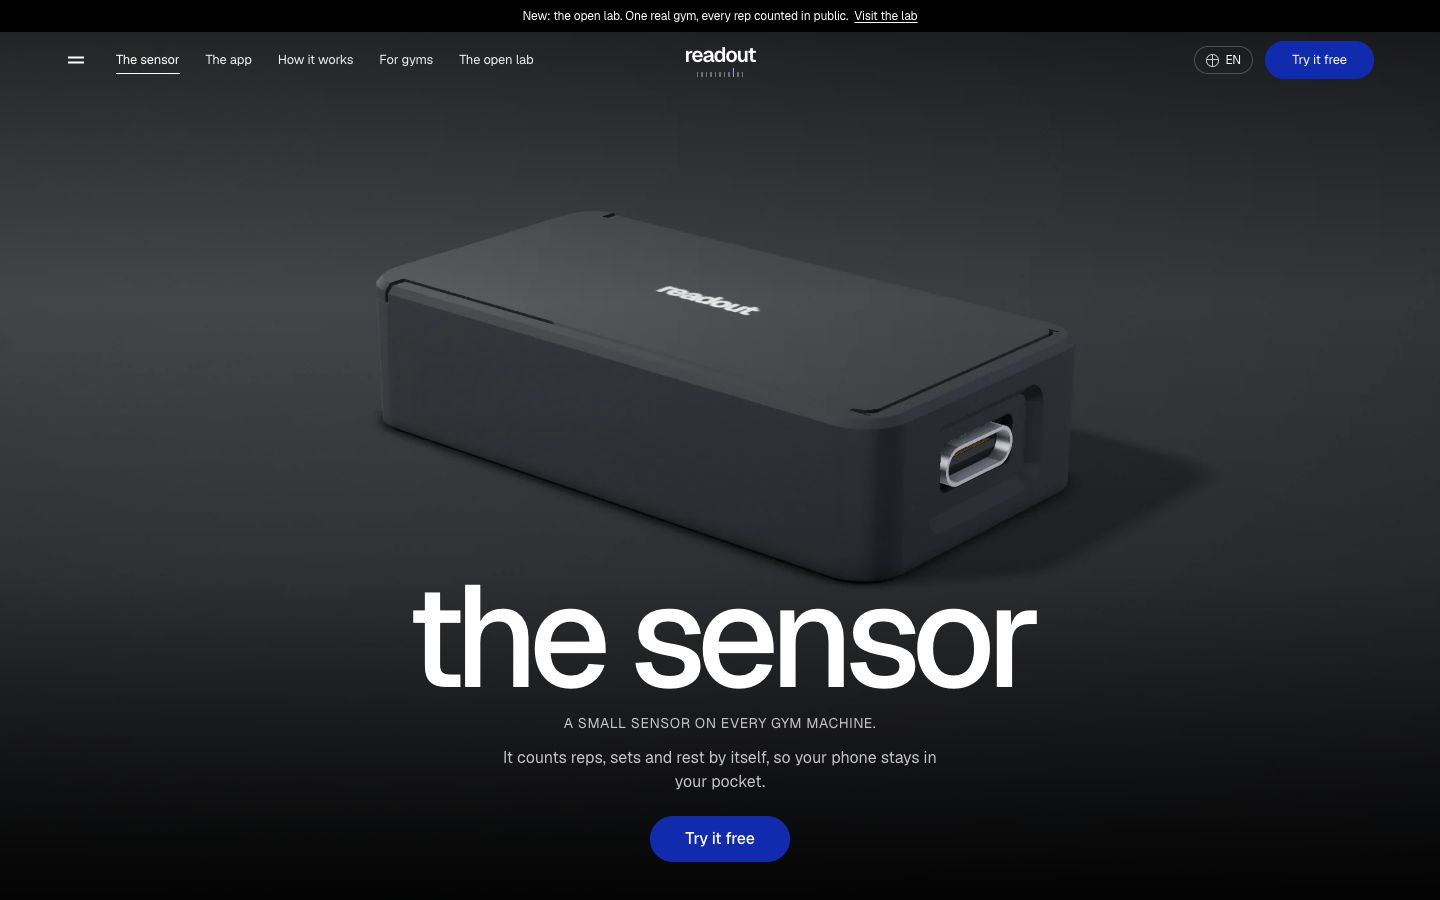 New: the open lab. One real gym, every rep counted in public. Visit the lab
The sensor
The app
How it works
For gyms
The open lab
readout
EN
Try it free
readout
the sensor
A SMALL SENSOR ON EVERY GYM MACHINE.
It counts reps, sets and rest by itself, so your phone stays in
your pocket.
Try it free